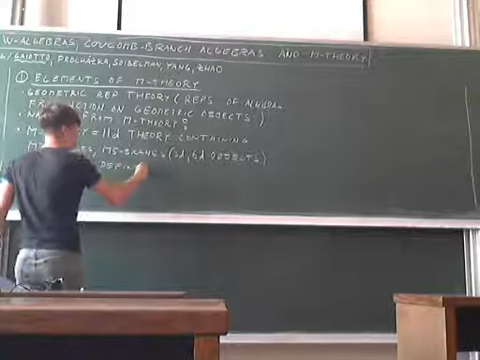 W-ALGEBRAS, COULOMB-BRANCH ALGEBRAS AND M-THEORY
W/ GAIOTTO, PROCHÁZKA, SOIBELMAN, YANG, ZHAO
① ELEMENTS OF M-THEORY
• GEOMETRIC REP THEORY (REPS OF ALGEBRA
FROM ACTION ON GEOMETRIC OBJECTS)
• FROM M-THEORY:
• M- = 11d THEORY CONTAINING
M5-BRANES (3d, 6d OBJECTS)